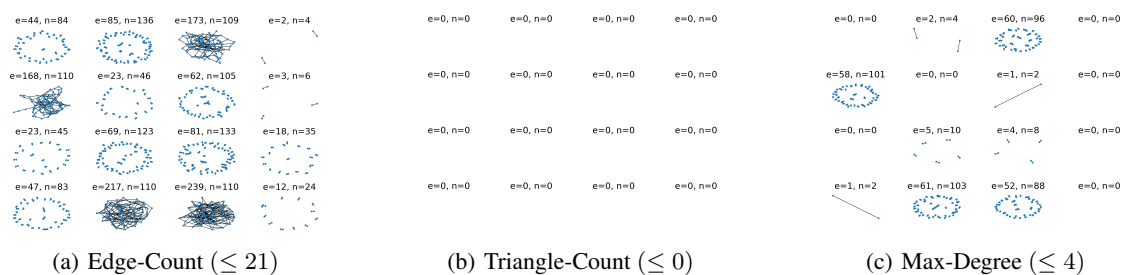 e=44, n=84 e=85, n=136 e=173, n=109 e=2, n=4
e=168, n=110 e=23, n=46 e=62, n=105 e=3, n=6
e=23, n=45 e=69, n=123 e=81, n=133 e=18, n=35
e=47, n=83 e=217, n=110 e=239, n=110 e=12, n=24
(a) Edge-Count (≤ 21)
e=0, n=0 e=0, n=0 e=0, n=0 e=0, n=0
e=0, n=0 e=0, n=0 e=0, n=0 e=0, n=0
e=0, n=0 e=0, n=0 e=0, n=0 e=0, n=0
e=0, n=0 e=0, n=0 e=0, n=0 e=0, n=0
(b) Triangle-Count (≤ 0)
e=0, n=0 e=2, n=4 e=60, n=96 e=0, n=0
e=58, n=101 e=0, n=0 e=1, n=2 e=0, n=0
e=0, n=0 e=5, n=10 e=4, n=8 e=0, n=0
e=1, n=2 e=61, n=103 e=52, n=88 e=0, n=0
(c) Max-Degree (≤ 4)